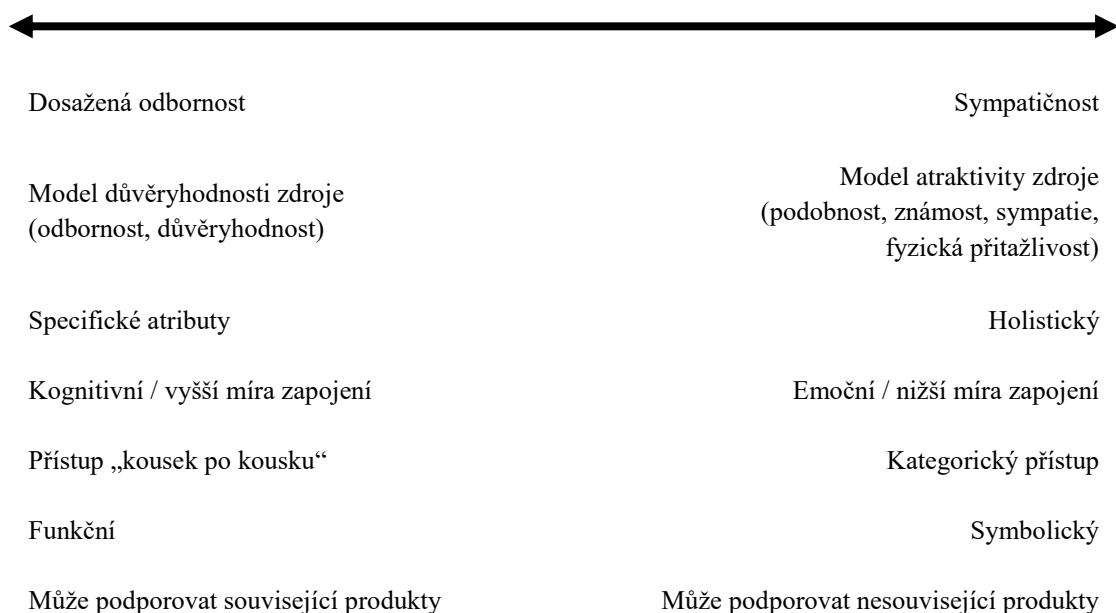 Dosažená odbornost
Sympatičnost
Model důvěryhodnosti zdroje
(odbornost, důvěryhodnost)
Model atraktivity zdroje
(podobnost, známost, sympatie,
fyzická přitažlivost)
Specifické atributy
Holistický
Kognitivní / vyšší míra zapojení
Emoční / nižší míra zapojení
Přístup „kousek po kousku“
Kategorický přístup
Funkční
Symbolický
Může podporovat související produkty
Může podporovat nesouvisející produkty